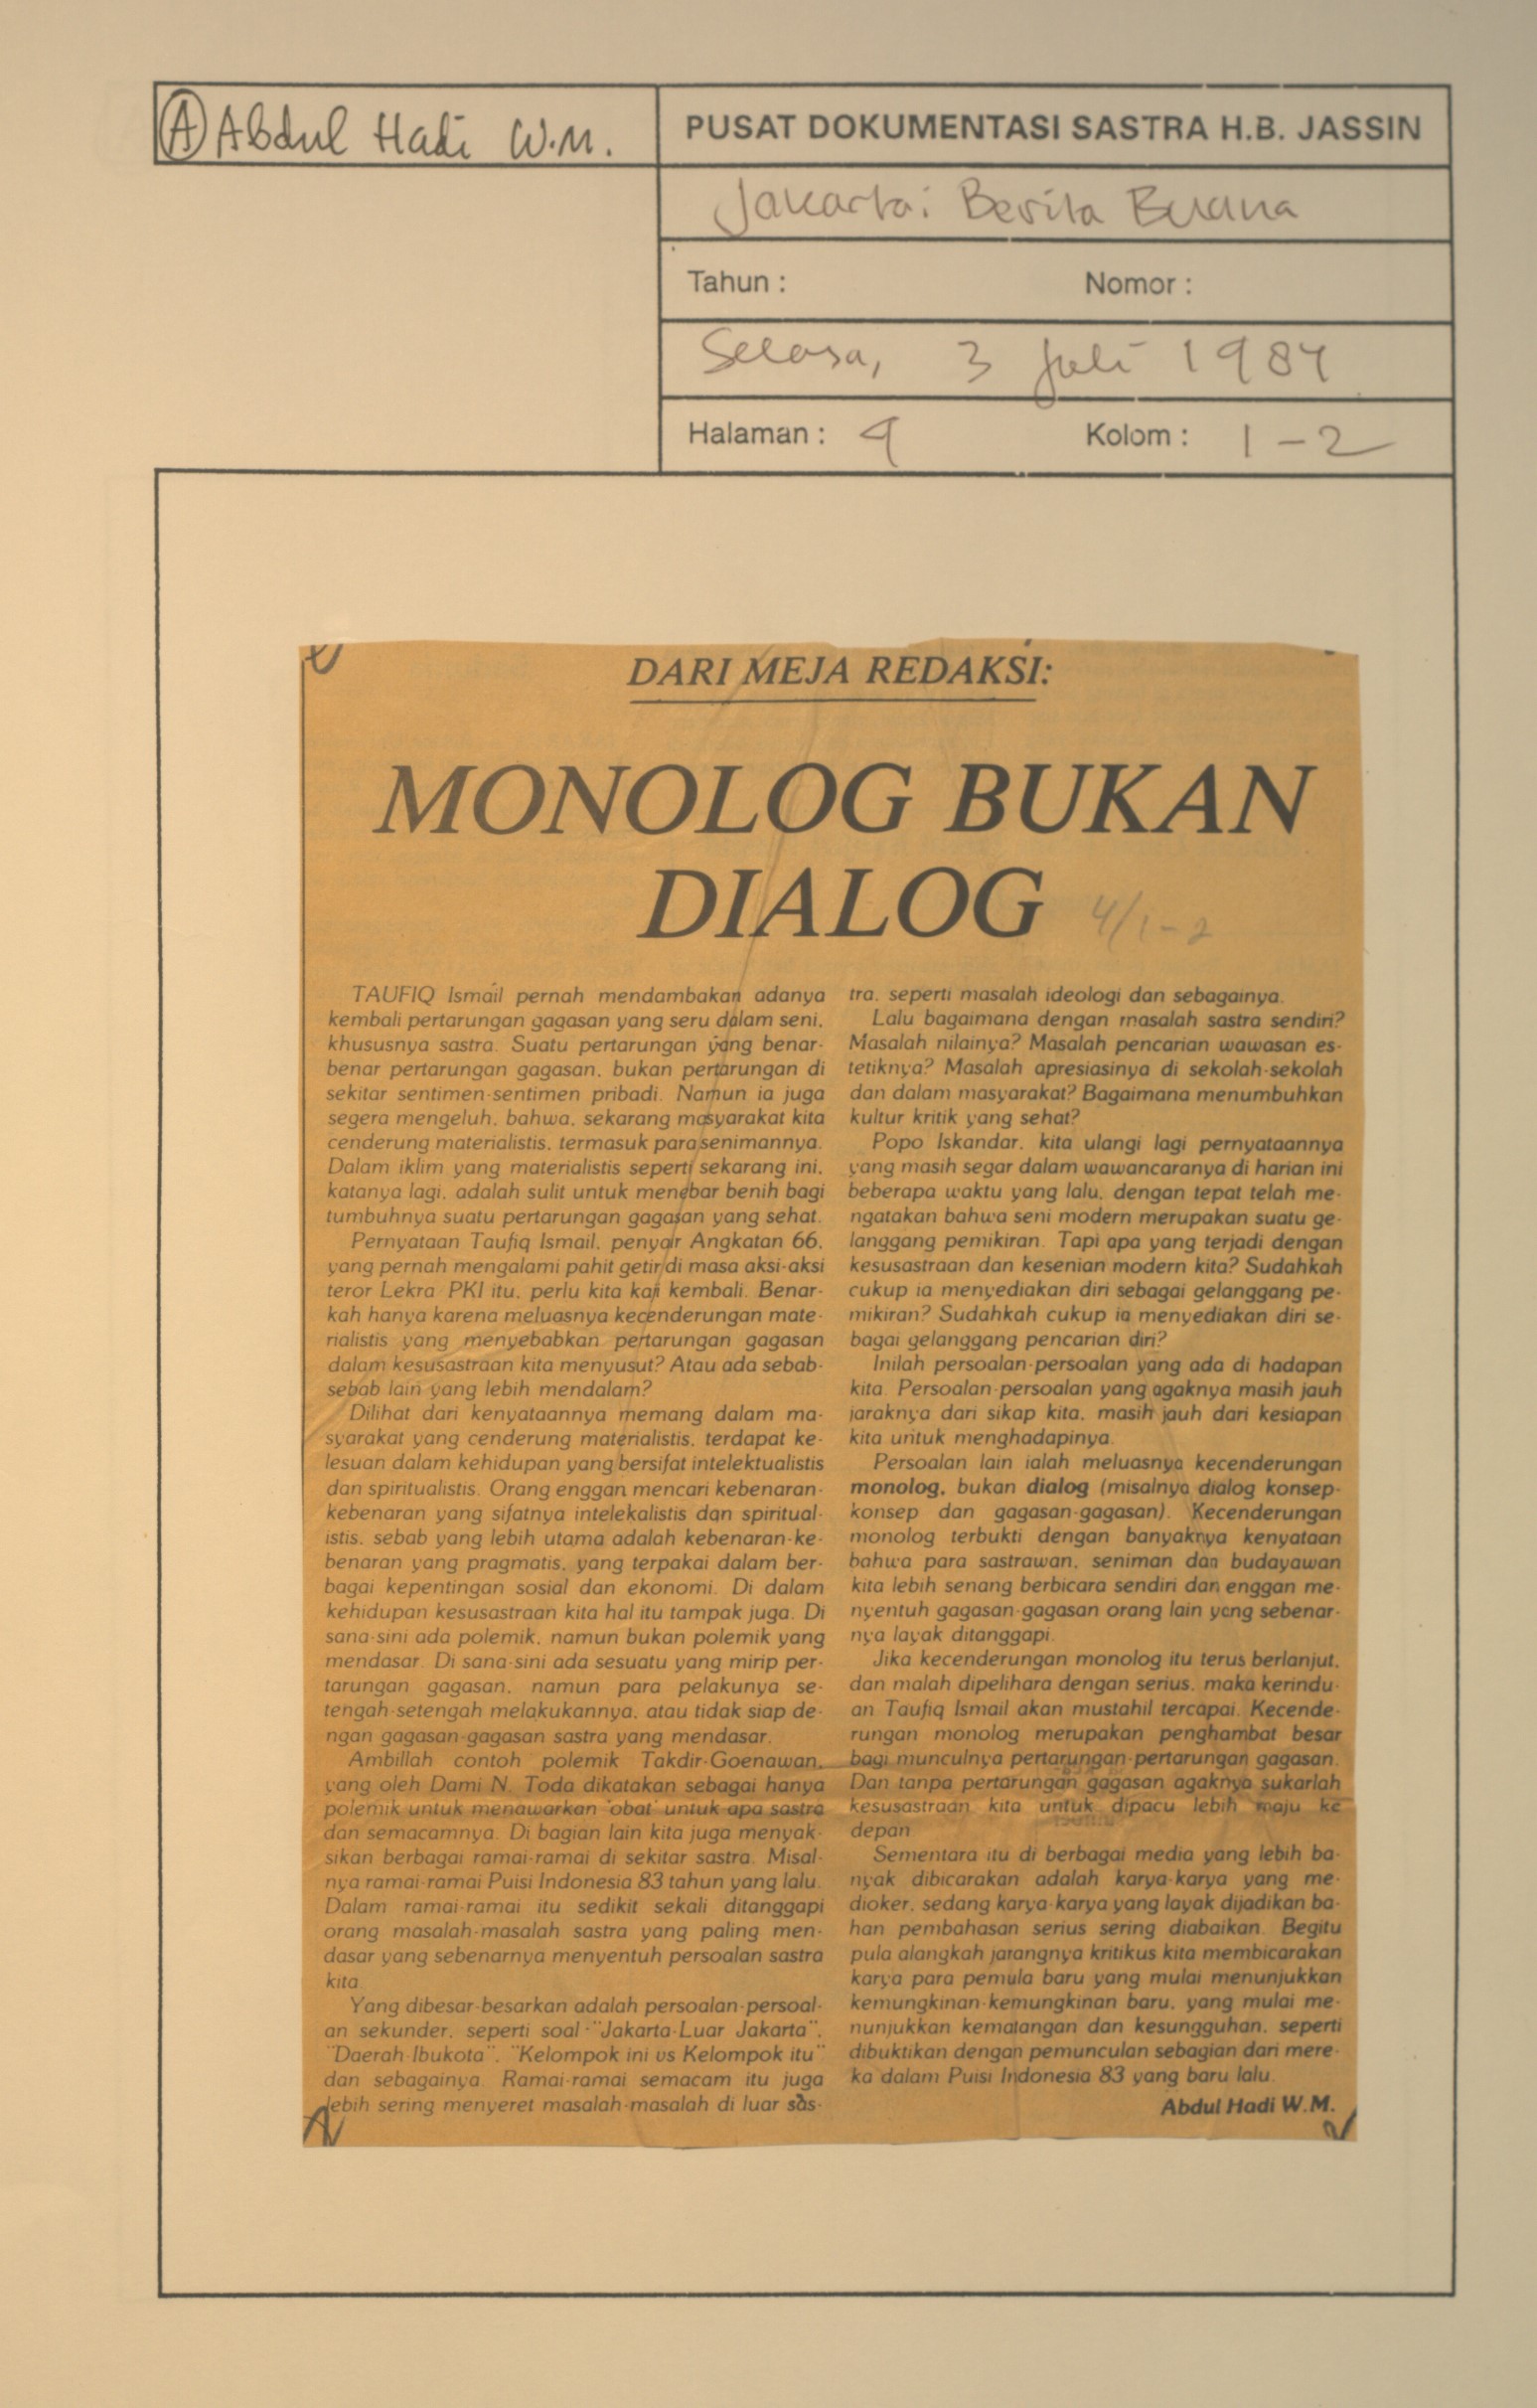 Ⓐ Abdul Hadi W.M.
PUSAT DOKUMENTASI SASTRA H.B. JASSIN
Jakarta: Berita Buana
Tahun :
Nomor :
Selasa, 3 Juli 1984
Halaman : 4
Kolom : 1-2
DARI MEJA REDAKSI:
MONOLOG BUKAN
DIALOG
4/1-2
TAUFIQ Ismail pernah mendambakan adanya
kembali pertarungan gagasan yang seru dalam seni,
khususnya sastra. Suatu pertarungan yang benar-
benar pertarungan gagasan, bukan pertarungan di
sekitar sentimen-sentimen pribadi. Namun ia juga
segera mengeluh, bahwa, sekarang masyarakat kita
cenderung materialistis, termasuk para senimannya.
Dalam iklim yang materialistis seperti sekarang ini,
katanya lagi, adalah sulit untuk menebar benih bagi
tumbuhnya suatu pertarungan gagasan yang sehat.
Pernyataan Taufiq Ismail, penyair Angkatan 66,
yang pernah mengalami pahit getir di masa aksi-aksi
teror Lekra PKI itu, perlu kita kaji kembali. Benar-
kah hanya karena meluasnya kecenderungan mate-
rialistis yang menyebabkan pertarungan gagasan
dalam kesusastraan kita menyusut? Atau ada sebab-
sebab lain yang lebih mendalam?
Dilihat dari kenyataannya memang dalam ma-
syarakat yang cenderung materialistis, terdapat ke-
lesuan dalam kehidupan yang bersifat intelektualistis
dan spiritualistis. Orang enggan mencari kebenaran-
kebenaran yang sifatnya intelekalistis dan spiritual-
istis, sebab yang lebih utama adalah kebenaran-ke-
benaran yang pragmatis, yang terpakai dalam ber-
bagai kepentingan sosial dan ekonomi. Di dalam
kehidupan kesusastraan kita hal itu tampak juga. Di
sana-sini ada polemik, namun bukan polemik yang
mendasar. Di sana-sini ada sesuatu yang mirip per-
tarungan gagasan, namun para pelakunya se-
tengah-setengah melakukannya, atau tidak siap de-
ngan gagasan-gagasan sastra yang mendasar.
Ambillah contoh polemik Takdir-Goenawan,
yang oleh Dami N. Toda dikatakan sebagai hanya
polemik untuk menawarkan 'obat' untuk apa sastra
dan semacamnya. Di bagian lain kita juga menyak-
sikan berbagai ramai-ramai di sekitar sastra. Misal-
nya ramai-ramai Puisi Indonesia 83 tahun yang lalu.
Dalam ramai-ramai itu sedikit sekali ditanggapi
orang masalah-masalah sastra yang paling men-
dasar yang sebenarnya menyentuh persoalan sastra
kita.
Yang dibesar-besarkan adalah persoalan-persoal-
an sekunder, seperti soal "Jakarta-Luar Jakarta",
"Daerah-Ibukota", "Kelompok ini vs Kelompok itu"
dan sebagainya. Ramai-ramai semacam itu juga
lebih sering menyeret masalah-masalah di luar sas-
tra, seperti masalah ideologi dan sebagainya.
Lalu bagaimana dengan masalah sastra sendiri?
Masalah nilainya? Masalah pencarian wawasan es-
tetiknya? Masalah apresiasinya di sekolah-sekolah
dan dalam masyarakat? Bagaimana menumbuhkan
kultur kritik yang sehat?
Popo Iskandar, kita ulangi lagi pernyataannya
yang masih segar dalam wawancaranya di harian ini
beberapa waktu yang lalu, dengan tepat telah me-
ngatakan bahwa seni modern merupakan suatu ge-
langgang pemikiran. Tapi apa yang terjadi dengan
kesusastraan dan kesenian modern kita? Sudahkah
cukup ia menyediakan diri sebagai gelanggang pe-
mikiran? Sudahkah cukup ia menyediakan diri se-
bagai gelanggang pencarian diri?
Inilah persoalan-persoalan yang ada di hadapan
kita. Persoalan-persoalan yang agaknya masih jauh
jaraknya dari sikap kita, masih jauh dari kesiapan
kita untuk menghadapinya.
Persoalan lain ialah meluasnya kecenderungan
monolog, bukan dialog (misalnya dialog konsep-
konsep dan gagasan-gagasan). Kecenderungan
monolog terbukti dengan banyaknya kenyataan
bahwa para sastrawan, seniman dan budayawan
kita lebih senang berbicara sendiri dan enggan me-
nyentuh gagasan-gagasan orang lain yang sebenar-
nya layak ditanggapi.
Jika kecenderungan monolog itu terus berlanjut,
dan malah dipelihara dengan serius, maka kerindu-
an Taufiq Ismail akan mustahil tercapai. Kecende-
rungan monolog merupakan penghambat besar
bagi munculnya pertarungan-pertarungan gagasan.
Dan tanpa pertarungan gagasan agaknya sukarlah
kesusastraan kita untuk dipacu lebih maju ke
depan.
Sementara itu di berbagai media yang lebih ba-
nyak dibicarakan adalah karya-karya yang me-
dioker, sedang karya-karya yang layak dijadikan ba-
han pembahasan serius sering diabaikan. Begitu
pula alangkah jarangnya kritikus kita membicarakan
karya para pemula baru yang mulai menunjukkan
kemungkinan-kemungkinan baru, yang mulai me-
nunjukkan kematangan dan kesungguhan, seperti
dibuktikan dengan pemunculan sebagian dari mere-
ka dalam Puisi Indonesia 83 yang baru lalu.
Abdul Hadi W.M.